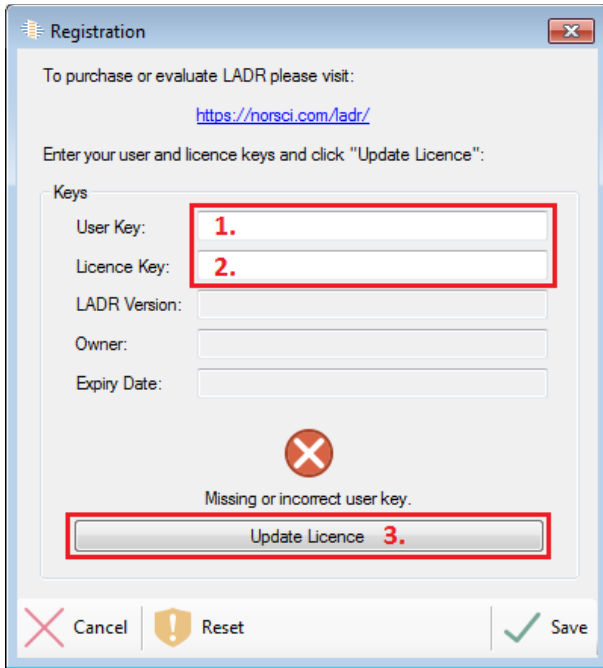 Registration
To purchase or evaluate LADR please visit:
https://norsci.com/ladr/
Enter your user and licence keys and click "Update Licence":
Keys
User Key: 1.
Licence Key: 2.
LADR Version:
Owner:
Expiry Date:
Missing or incorrect user key.
Update Licence 3.
Cancel Reset Save